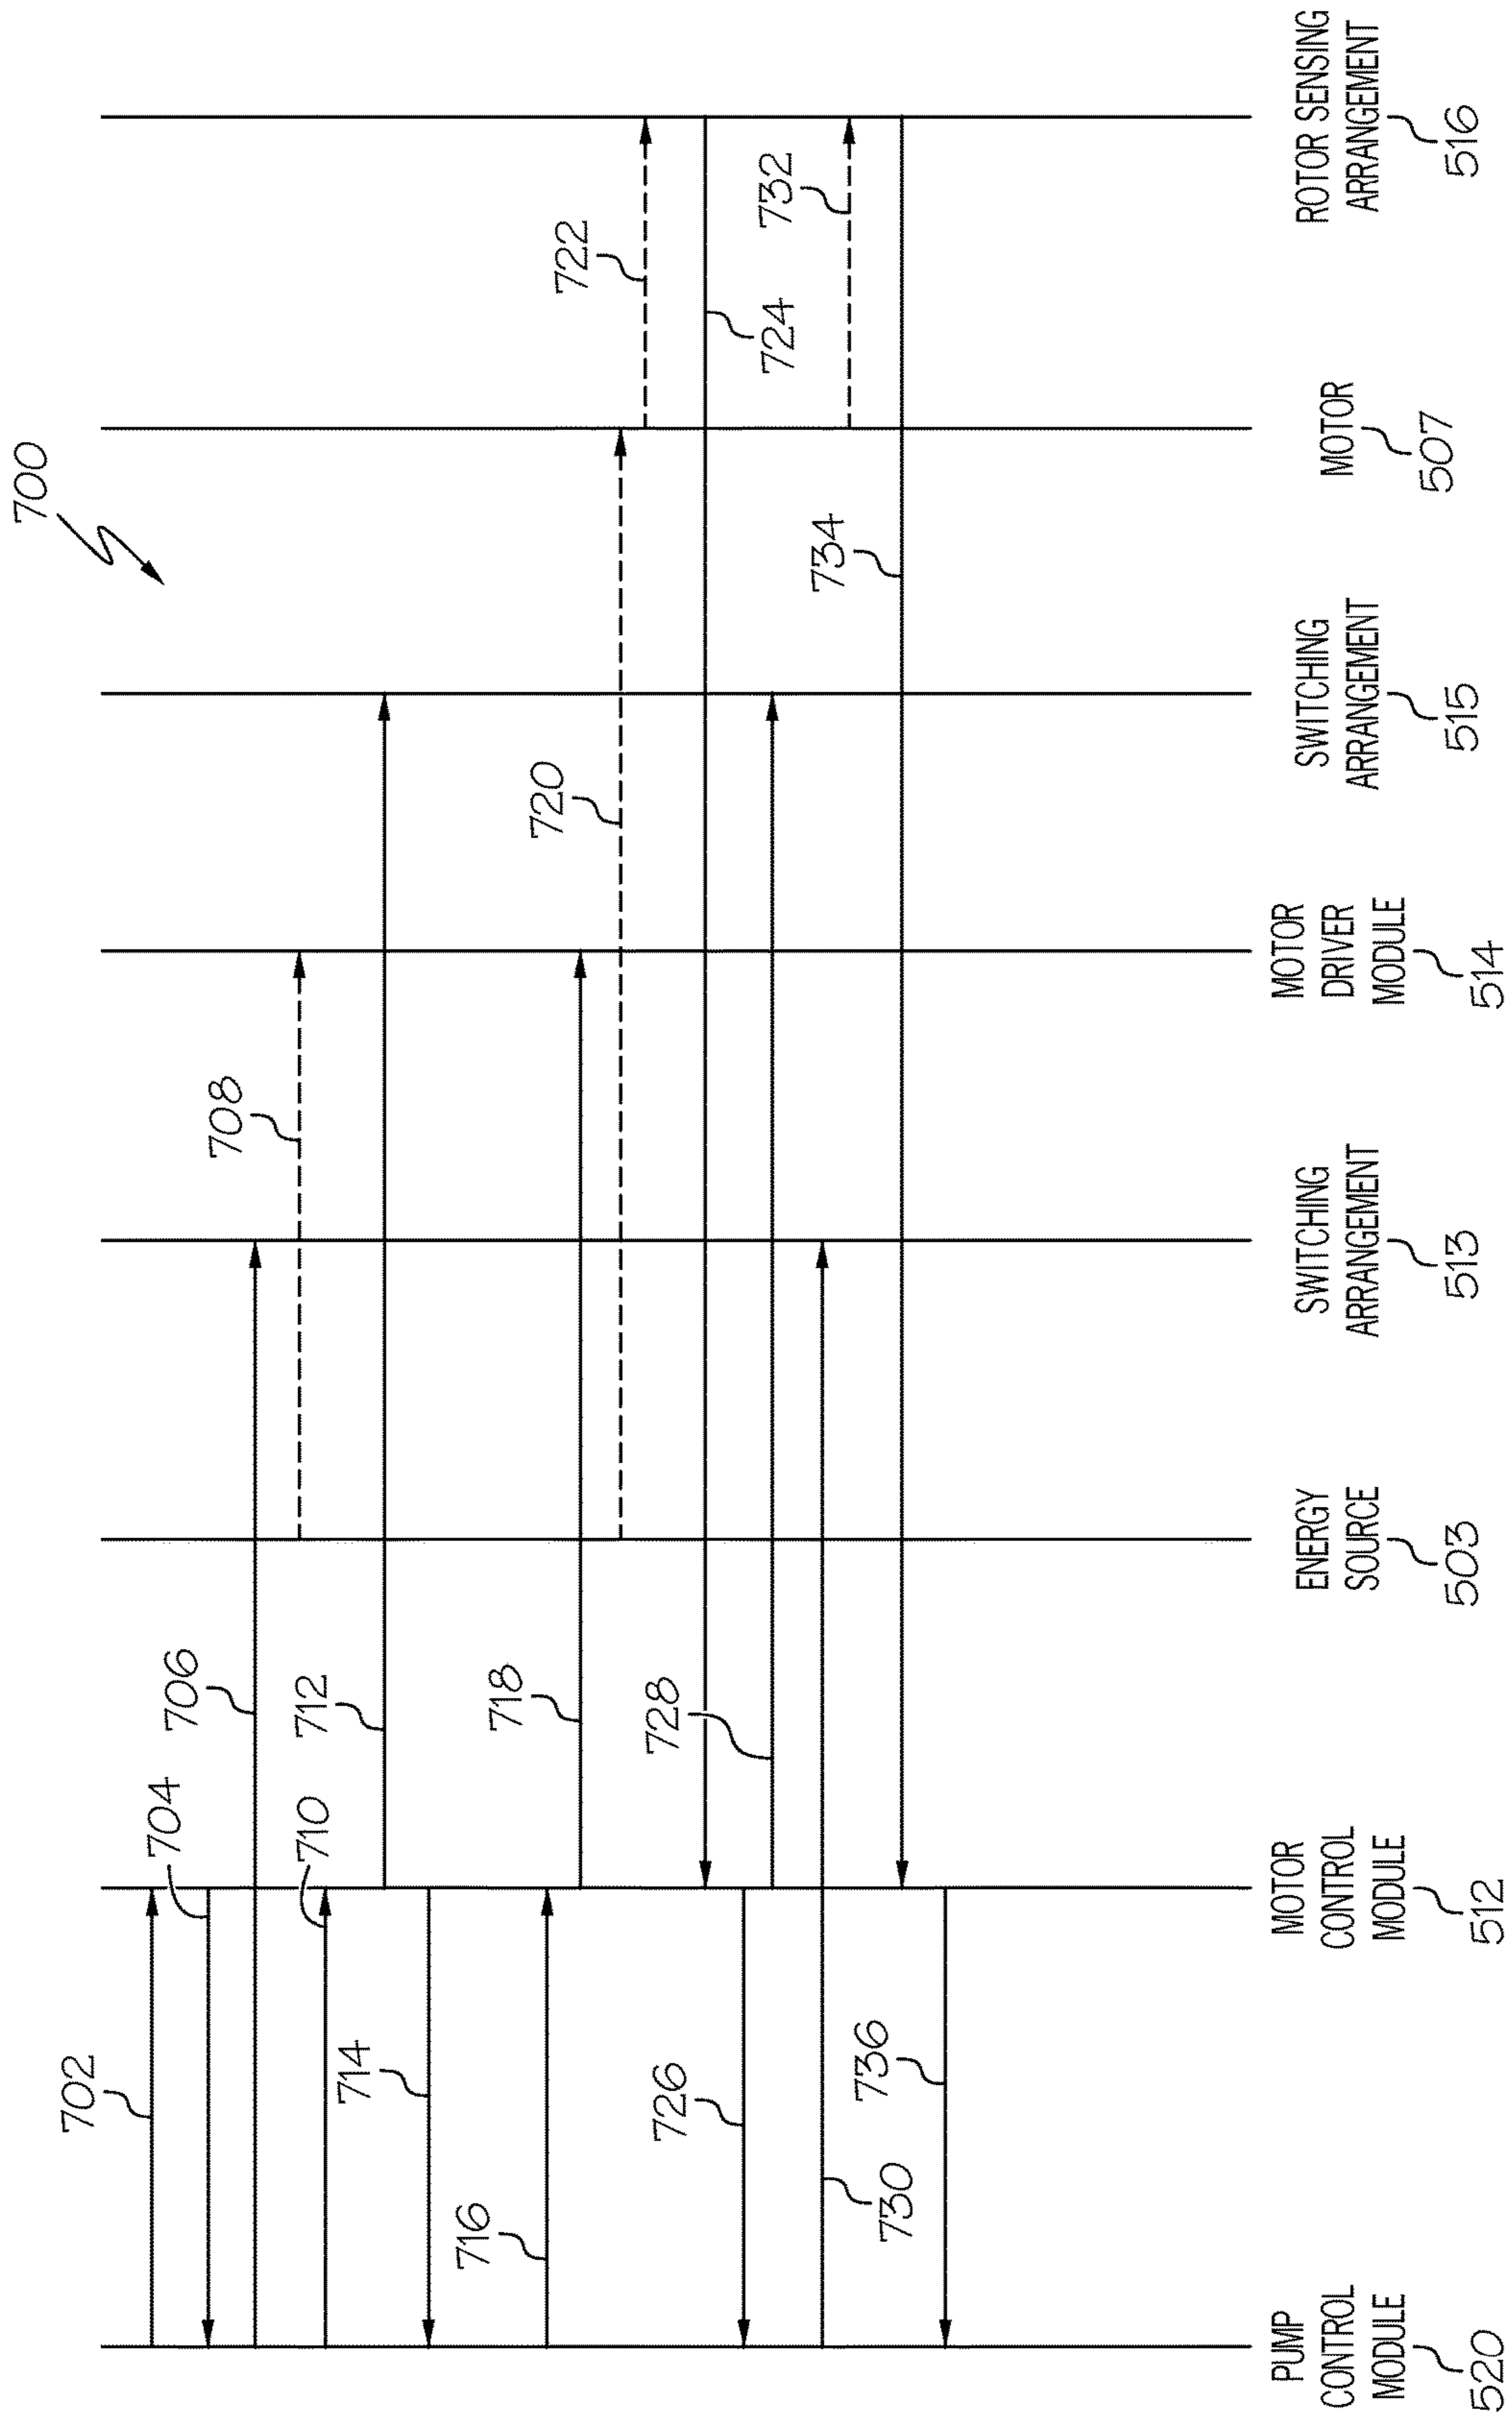 700
702
704
706
708
710
712
714
716
718
720
722
724
726
728
730
732
734
736
PUMP
CONTROL
MODULE
520
MOTOR
CONTROL
MODULE
512
ENERGY
SOURCE
503
SWITCHING
ARRANGEMENT
513
MOTOR
DRIVER
MODULE
514
SWITCHING
ARRANGEMENT
515
MOTOR
507
ROTOR SENSING
ARRANGEMENT
516